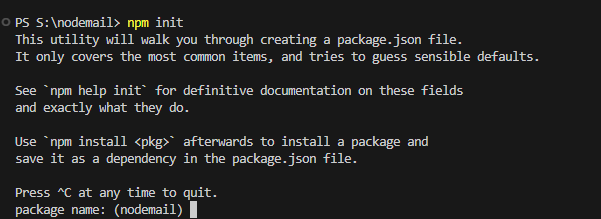 PS S:\nodemail> npm init
This utility will walk you through creating a package.json file.
It only covers the most common items, and tries to guess sensible defaults.
See `npm help init` for definitive documentation on these fields
and exactly what they do.
Use `npm install <pkg>` afterwards to install a package and
save it as a dependency in the package.json file.
Press ^C at any time to quit.
package name: (nodemail)